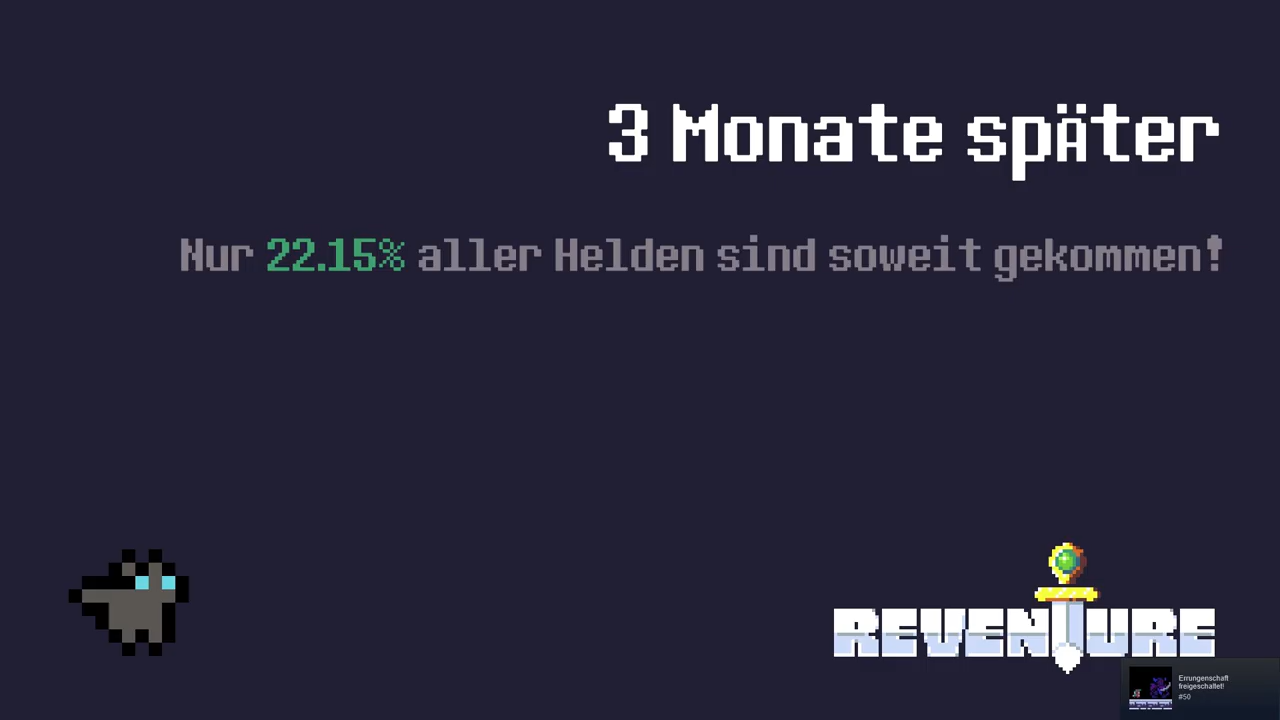 3 Monate später
Nur 22.15% aller Helden sind soweit gekommen!
REVENTURE
Errungenschaft
freigeschaltet!
#50